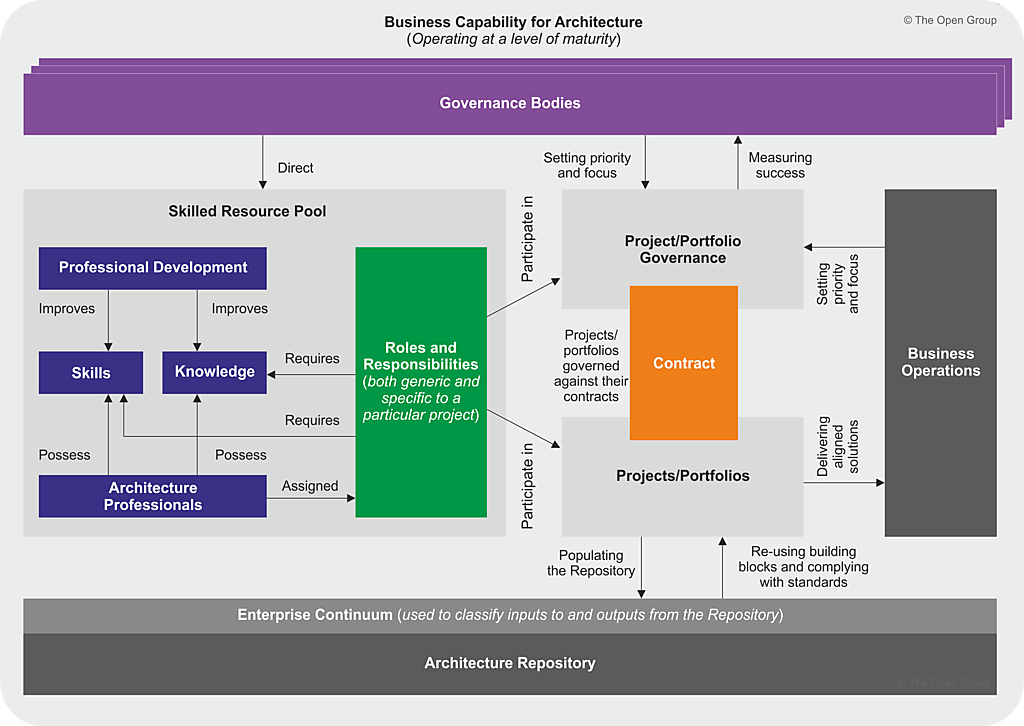 Business Capability for Architecture
(Operating at a level of maturity)
© The Open Group
Governance Bodies
Direct
Setting priority
and focus
Measuring
success
Skilled Resource Pool
Professional Development
Improves
Improves
Skills
Knowledge
Requires
Requires
Possess
Possess
Architecture
Professionals
Assigned
Roles and
Responsibilities
(both generic and
specific to a
particular project)
Participate in
Participate in
Project/Portfolio
Governance
Projects/
portfolios
governed
against their
contracts
Contract
Projects/Portfolios
Setting
priority
and focus
Delivering
aligned
solutions
Business
Operations
Populating
the Repository
Re-using building
blocks and complying
with standards
Enterprise Continuum (used to classify inputs to and outputs from the Repository)
Architecture Repository
© The Open Group